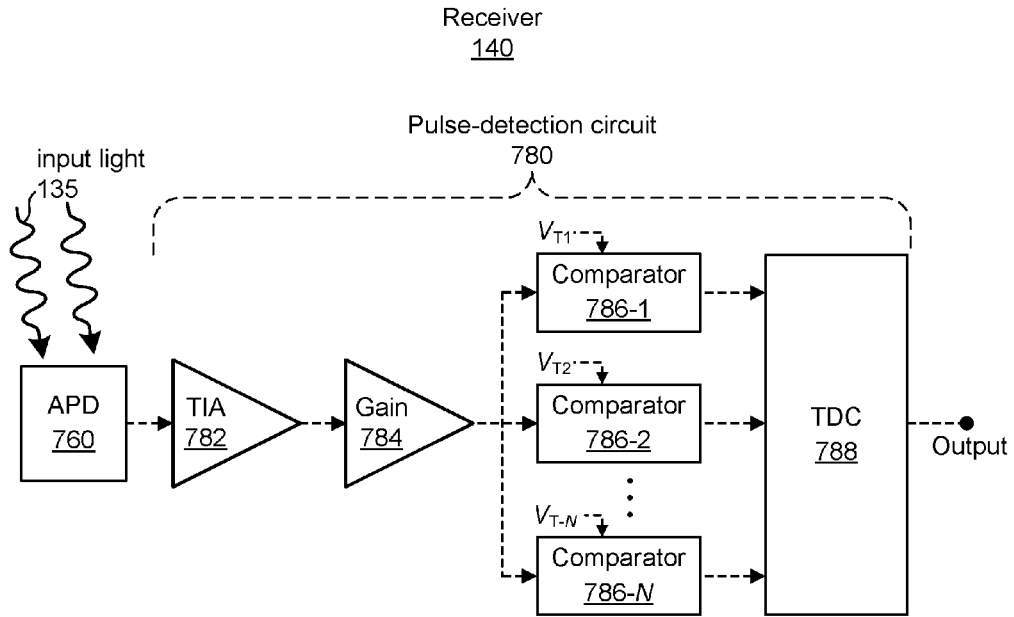 Receiver
140
Pulse-detection circuit
780
input light
135
VT1
Comparator
786-1
VT2
Comparator
786-2
VT-N
Comparator
786-N
APD
760
TIA
782
Gain
784
TDC
788
Output